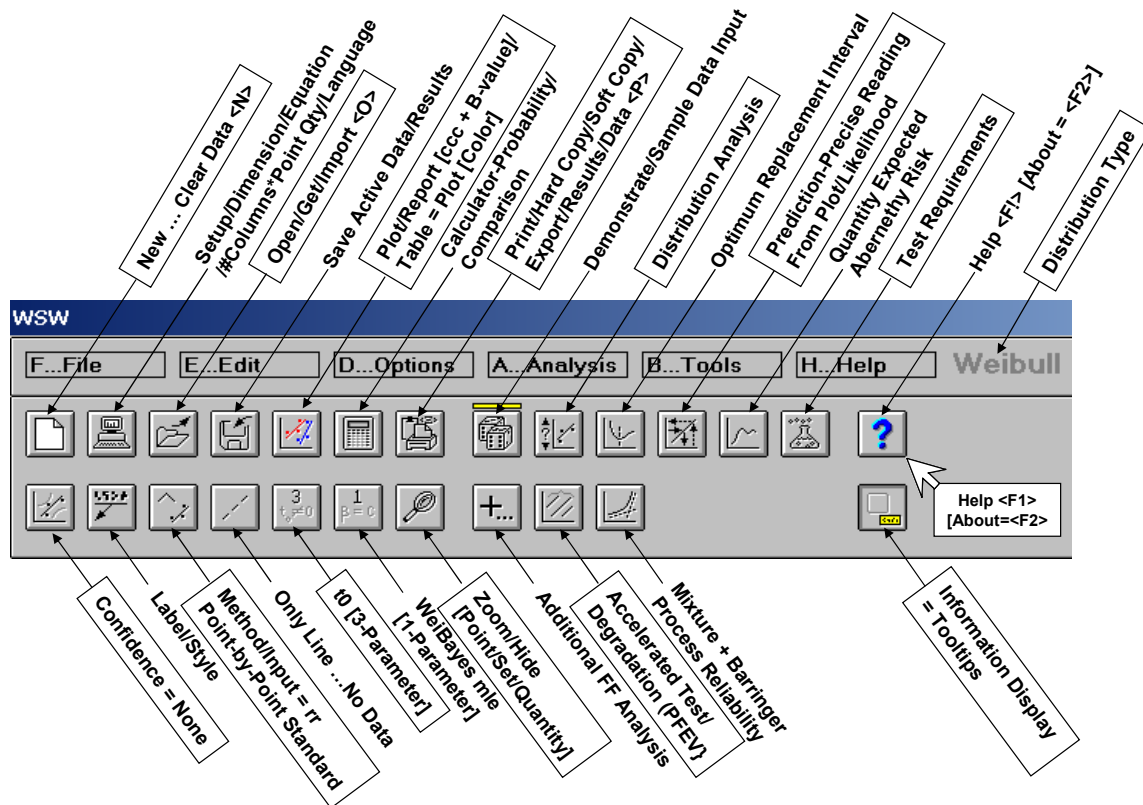 New … Clear Data <N>
Setup/Dimension/Equation
/#Columns*Point Qty/Language
Open/Get/Inport <O>
Save Active Data/Results
Plot/Report [ccc + B-value]/
Table = Plot [Color]
Calculator-Probability/
Comparison
Print/Hard Copy/Soft Copy/
Export/Results/Data <P>
Demonstrate/Sample Data Input
Distribution Analysis
Optimum Replacement Interval
Prediction-Precise Reading
From Plot/Likelihood
Quantity Expected
Abernethy Risk
Test Requirements
Help <F!> [About = <F2>]
Distribution Type
WSW
F...File
E...Edit
D...Options
A...Analysis
B...Tools
H...Help
Weibull
?
?
3
t₀≠0
1
β=C
+...
Help <F1>
[About=<F2>
Confidence = None
Label/Style
Method/Input = rr
Point-by-Point Standard
Only Line ….No Data
t0 [3-Parameter]
WeiBayes mle
[1-Parameter]
Zoom/Hide
[Point/Set/Quantity]
Additional FF Analysis
Accelerated Test/
Degradation (PFEV}
Mixture + Barringer
Process Reliability
Information Display
= Tooltips